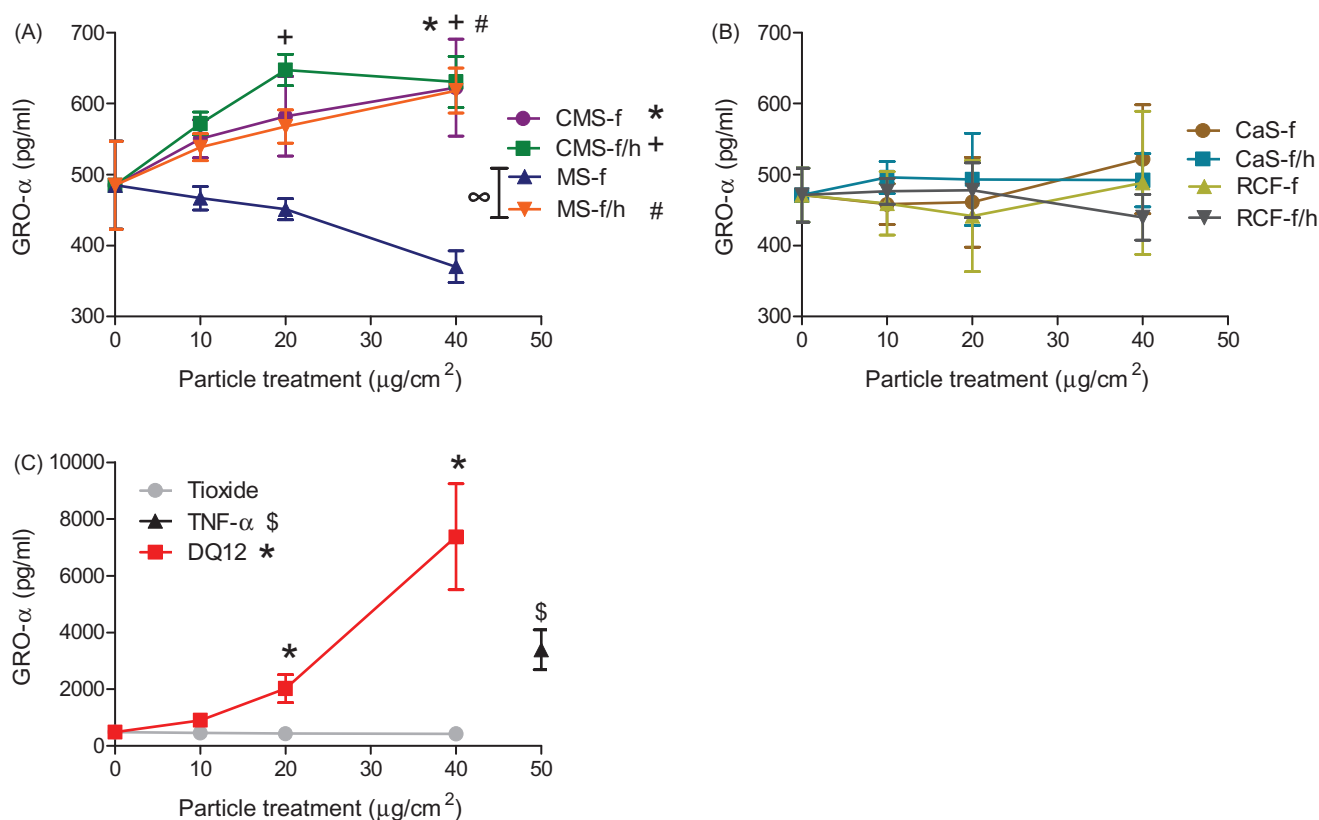 (A)
700
600
500
400
300
GRO-α (pg/ml)
0 10 20 30 40 50
Particle treatment (μg/cm²)
+
* + #
CMS-f *
CMS-f/h +
MS-f
∞
MS-f/h #
(B)
700
600
500
400
300
GRO-α (pg/ml)
0 10 20 30 40 50
Particle treatment (μg/cm²)
CaS-f
CaS-f/h
RCF-f
RCF-f/h
(C)
10000
8000
6000
4000
2000
0
GRO-α (pg/ml)
0 10 20 30 40 50
Particle treatment (μg/cm²)
Tioxide
TNF-α $
DQ12 *
*
*
$